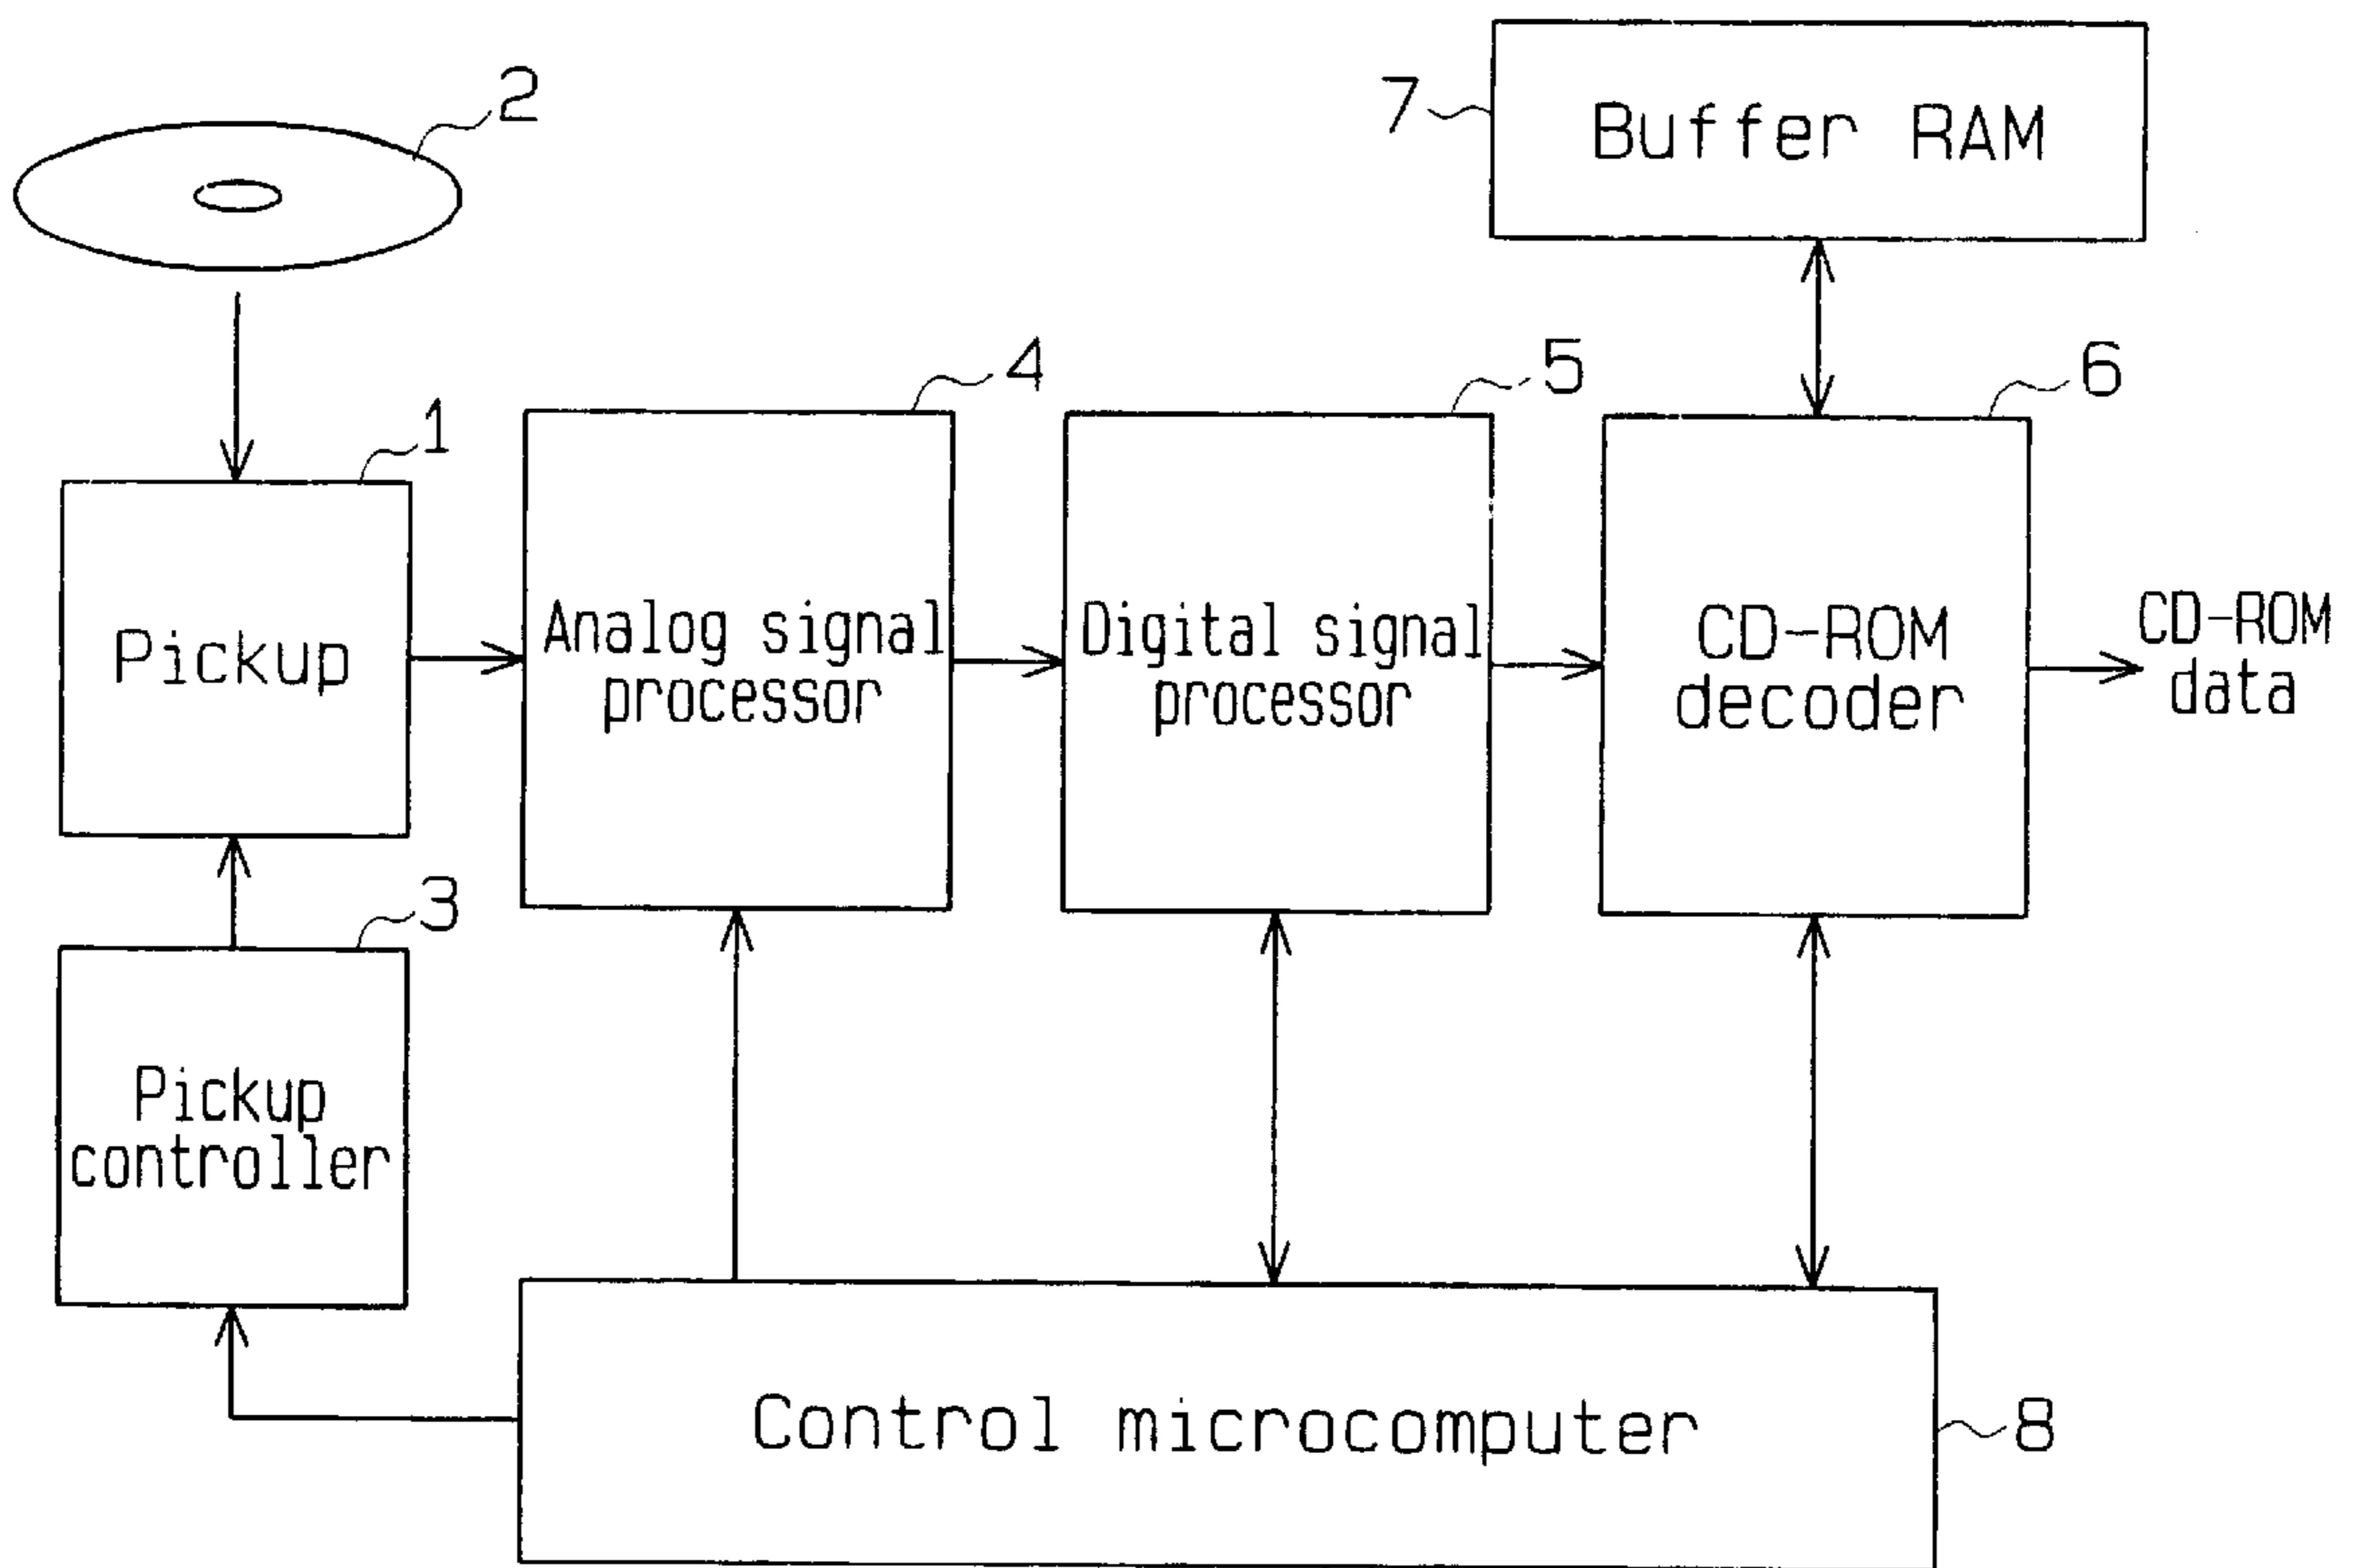 2
7
Buffer RAM
1
4
5
6
Pickup
Analog signal
processor
Digital signal
processor
CD-ROM
decoder
CD-ROM
data
3
Pickup
controller
Control microcomputer
8